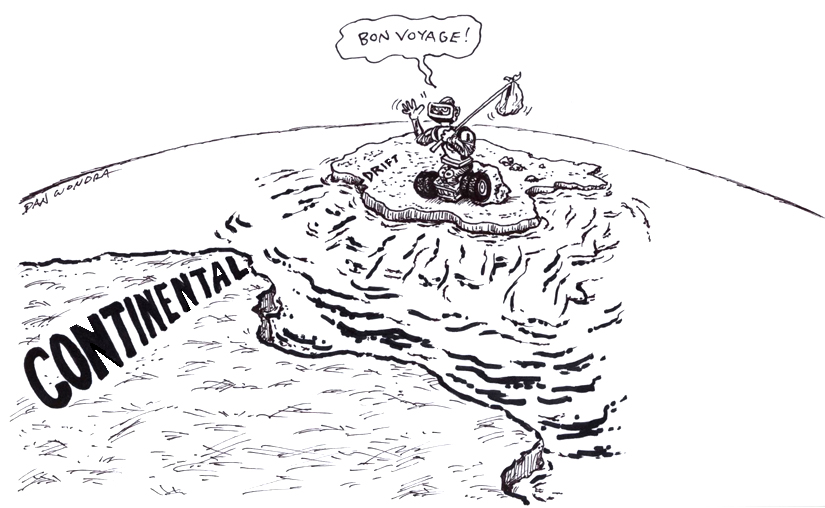 BON VOYAGE!
DRIFT
DAN WONDRA
CONTINENTAL